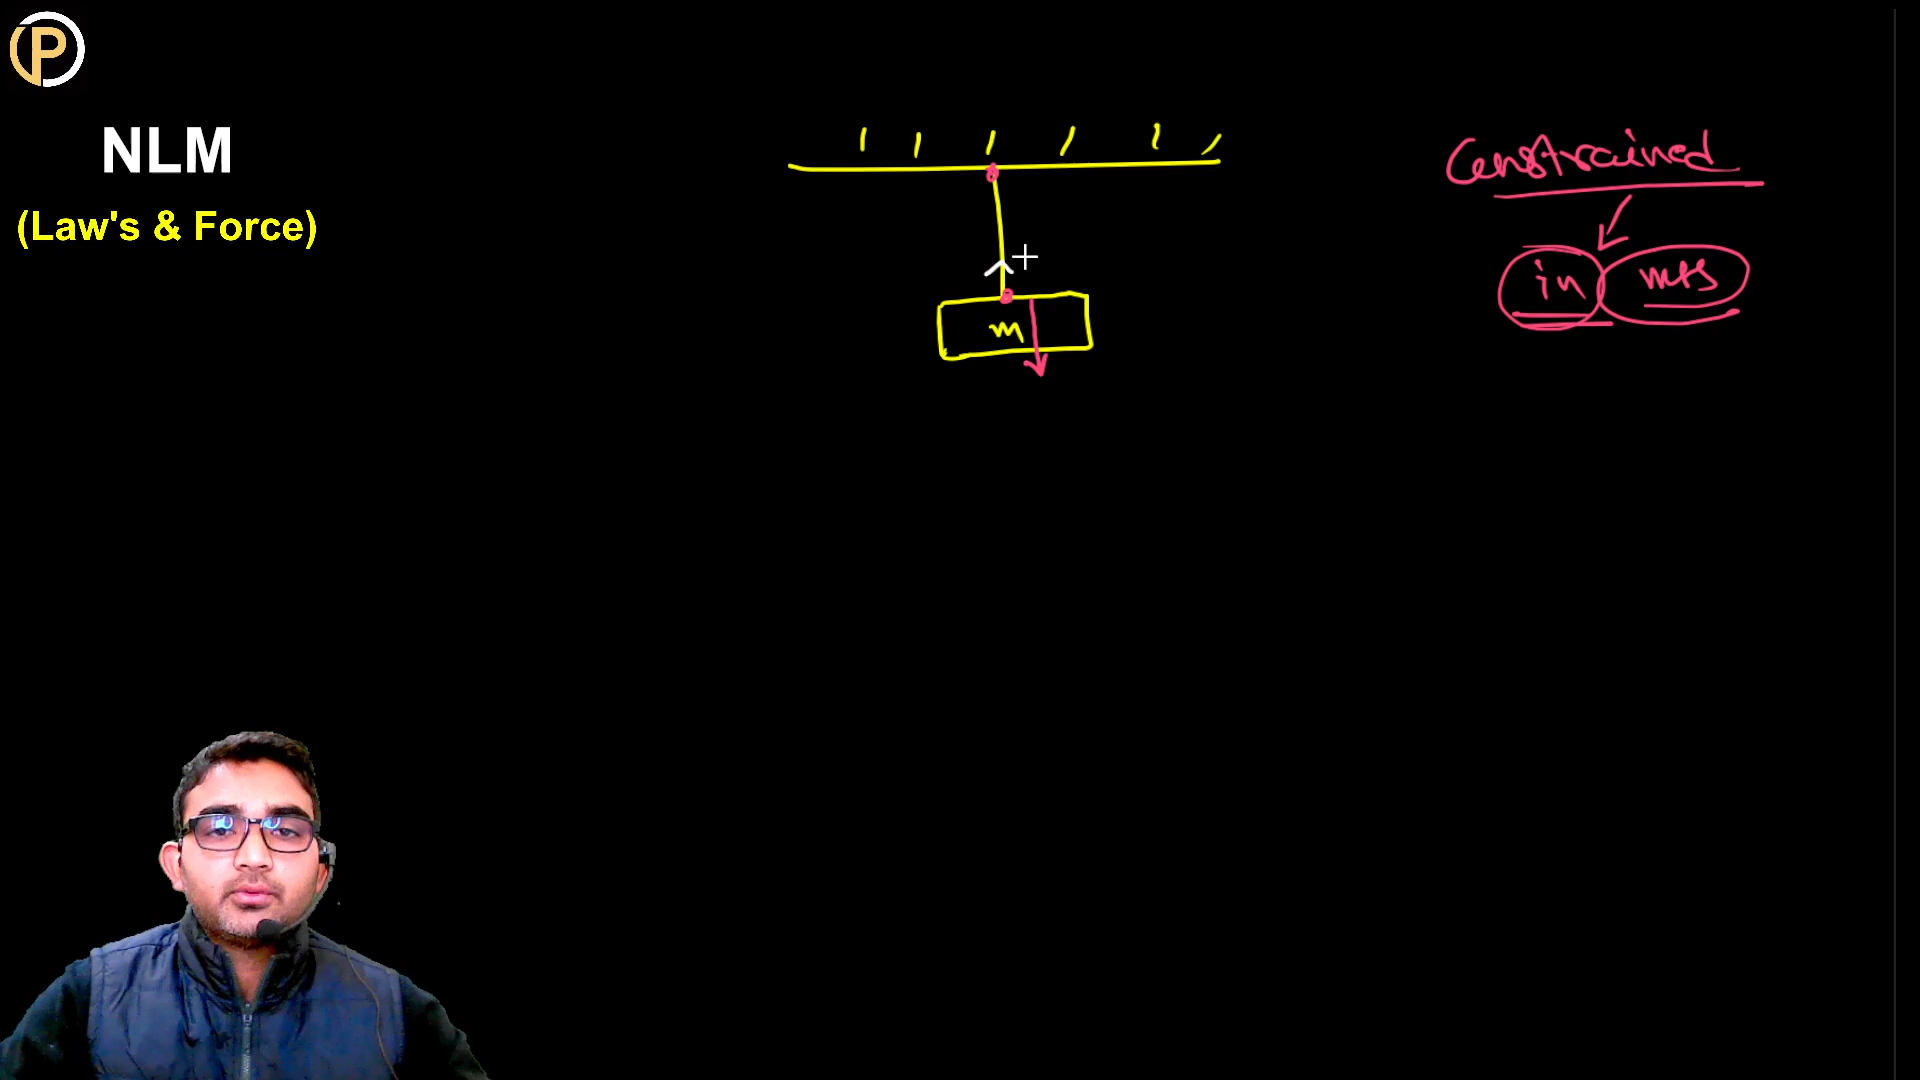 P
NLM
(Law's & Force)
m
Constrained
in mts